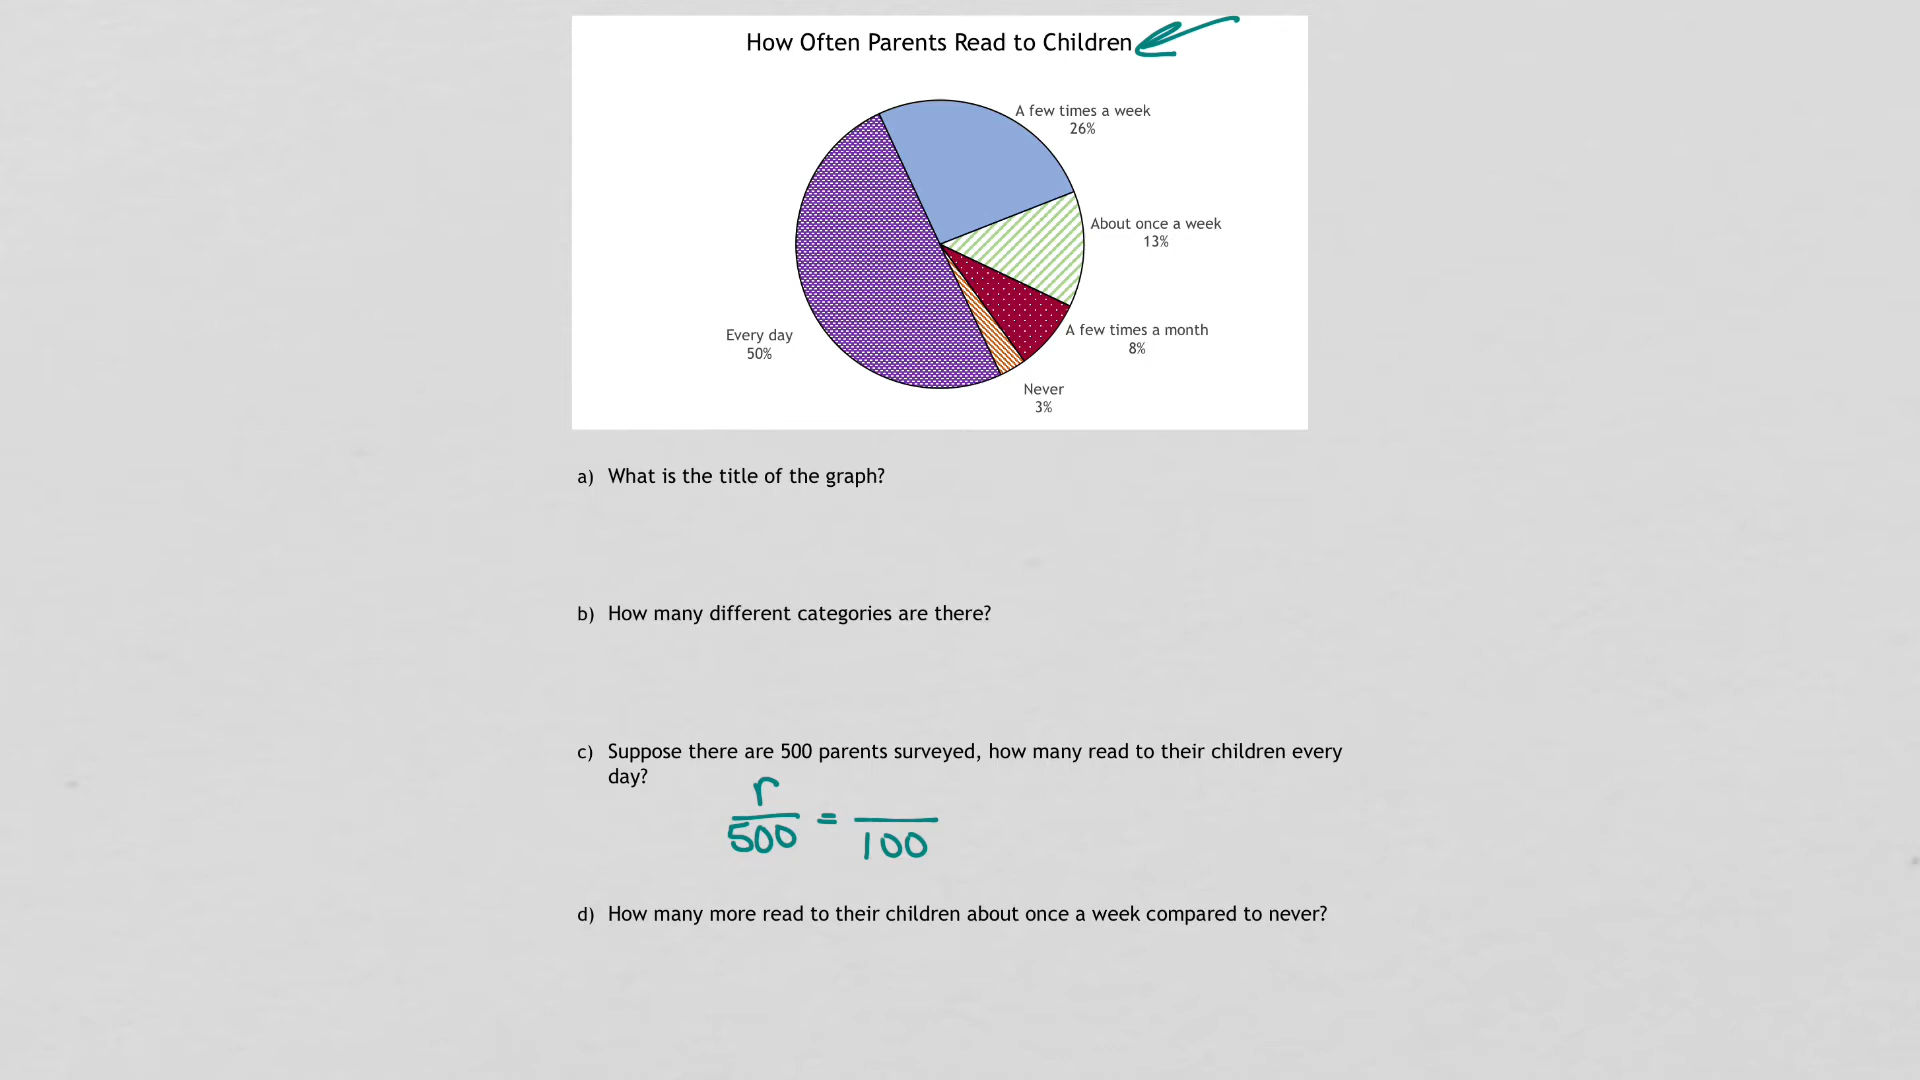 How Often Parents Read to Children
A few times a week
26%
About once a week
13%
A few times a month
8%
Every day
50%
Never
3%
a) What is the title of the graph?
b) How many different categories are there?
c) Suppose there are 500 parents surveyed, how many read to their children every
day?
r
500 = 100
d) How many more read to their children about once a week compared to never?